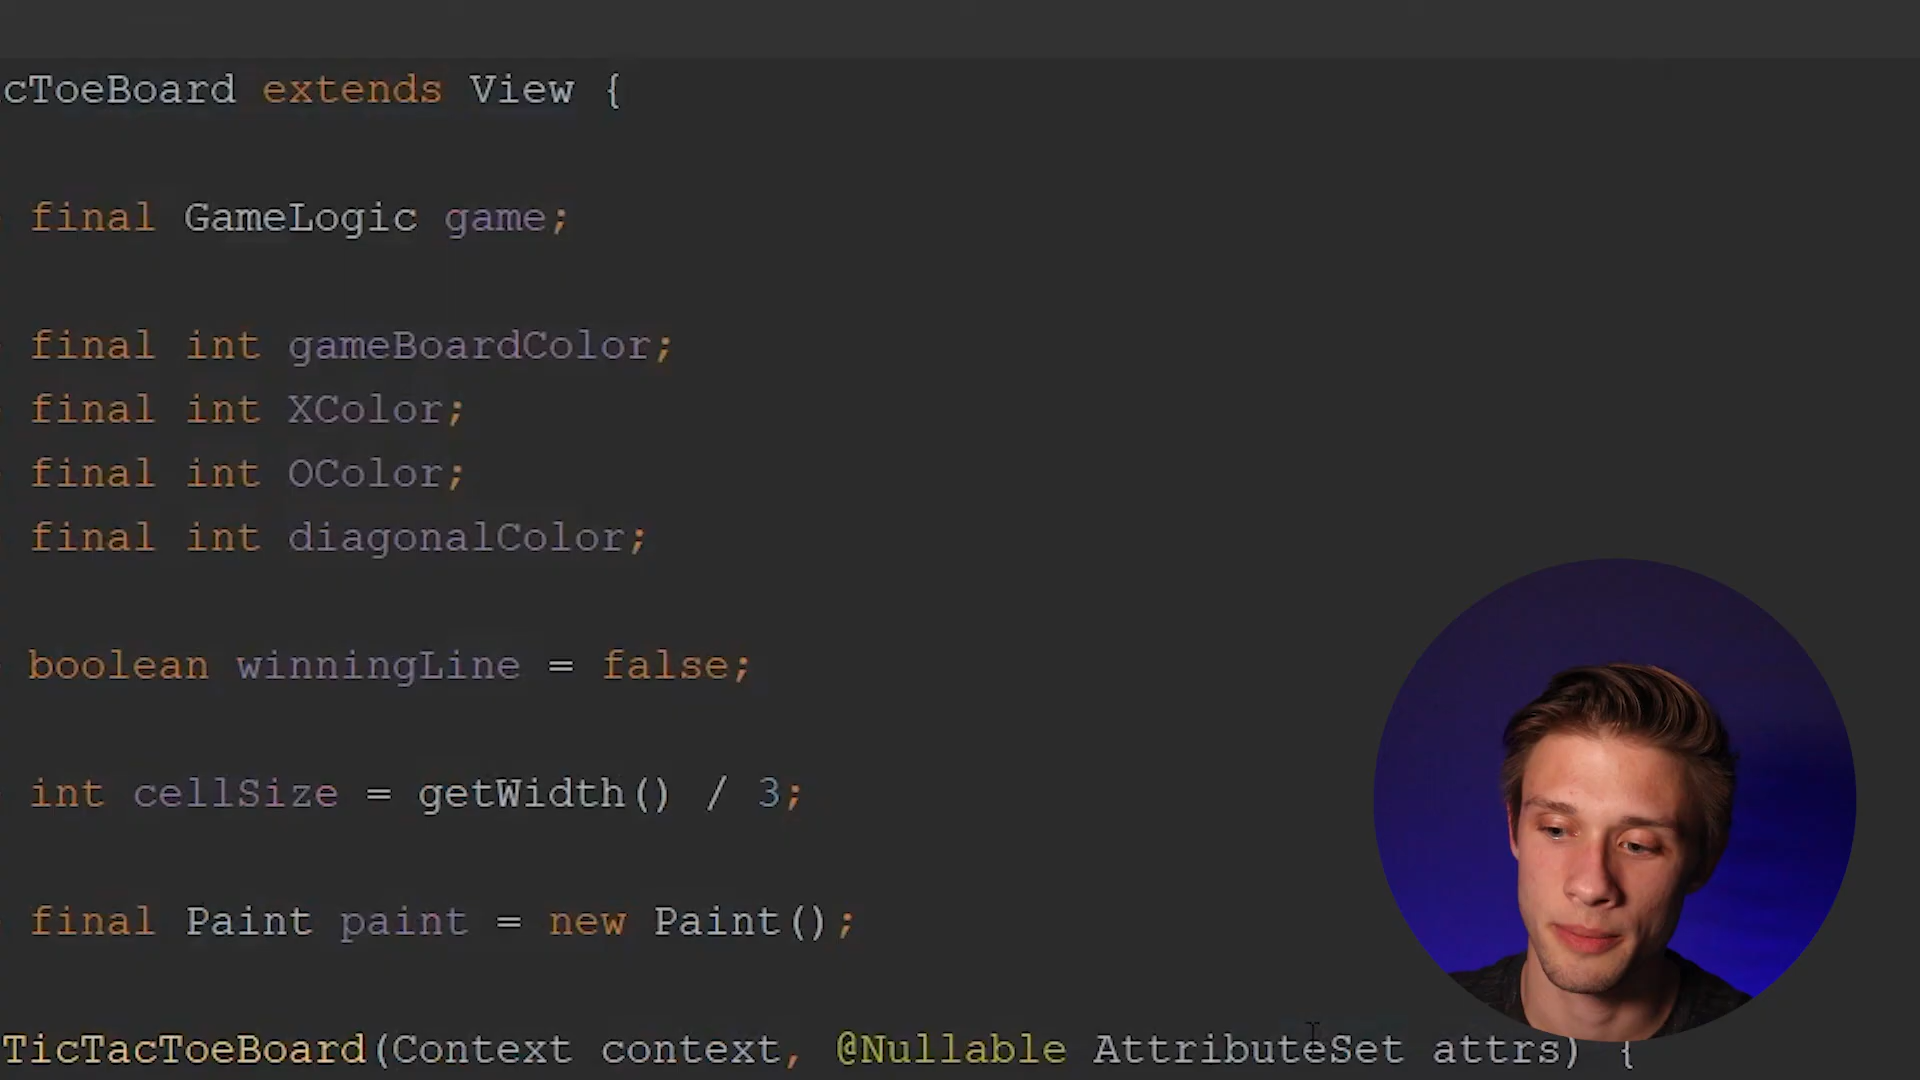 cToeBoard extends View {
final GameLogic game;
final int gameBoardColor;
final int XColor;
final int OColor;
final int diagonalColor;
boolean winningLine = false;
int cellSize = getWidth() / 3;
final Paint paint = new Paint();
TicTacToeBoard(Context context, @Nullable AttributeSet attrs) {